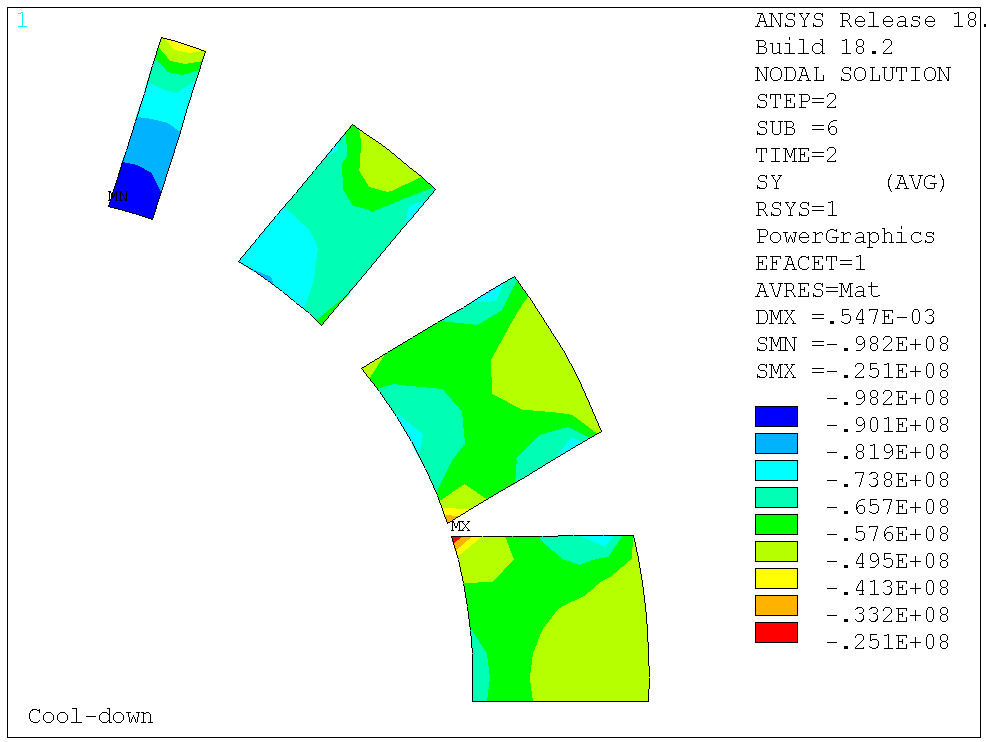 1
ANSYS Release 18.
Build 18.2
NODAL SOLUTION
STEP=2
SUB =6
TIME=2
SY (AVG)
RSYS=1
PowerGraphics
EFACET=1
AVRES=Mat
DMX =.547E-03
SMN =-.982E+08
SMX =-.251E+08
-.982E+08
-.901E+08
-.819E+08
-.738E+08
-.657E+08
-.576E+08
-.495E+08
-.413E+08
-.332E+08
-.251E+08
MN
MX
Cool-down